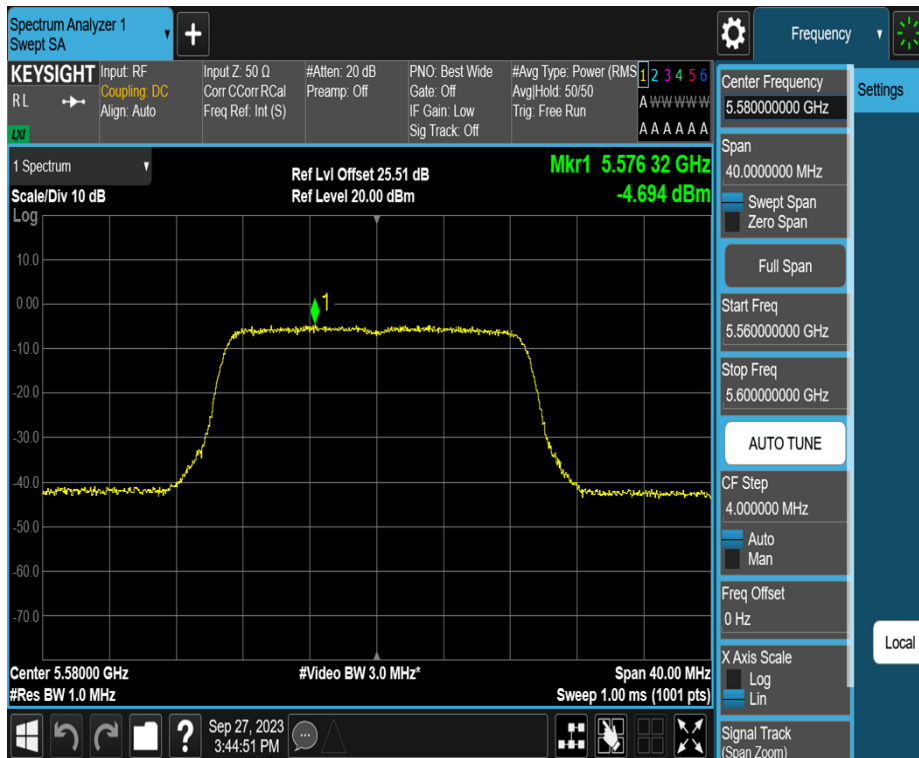 Spectrum Analyzer 1
Swept SA
Frequency
KEYSIGHT
R L
LXI
Input: RF
Coupling: DC
Align: Auto
Input Z: 50 Ω
Corr CCorr RCal
Freq Ref: Int (S)
#Atten: 20 dB
Preamp: Off
PNO: Best Wide
Gate: Off
IF Gain: Low
Sig Track: Off
#Avg Type: Power (RMS
Avg|Hold: 50/50
Trig: Free Run
1 2 3 4 5 6
A W W W W W
A A A A A A
1 Spectrum
Scale/Div 10 dB
Log
Ref Lvl Offset 25.51 dB
Ref Level 20.00 dBm
Mkr1 5.576 32 GHz
-4.694 dBm
10.0
0.00
-10.0
-20.0
-30.0
-40.0
-50.0
-60.0
-70.0
1
Center 5.58000 GHz
#Res BW 1.0 MHz
#Video BW 3.0 MHz*
Span 40.00 MHz
Sweep 1.00 ms (1001 pts)
Center Frequency
5.580000000 GHz
Span
40.0000000 MHz
Swept Span
Zero Span
Full Span
Start Freq
5.560000000 GHz
Stop Freq
5.600000000 GHz
AUTO TUNE
CF Step
4.000000 MHz
Auto
Man
Freq Offset
0 Hz
X Axis Scale
Log
Lin
Signal Track
(Span Zoom)
Settings
Local
?
Sep 27, 2023
3:44:51 PM